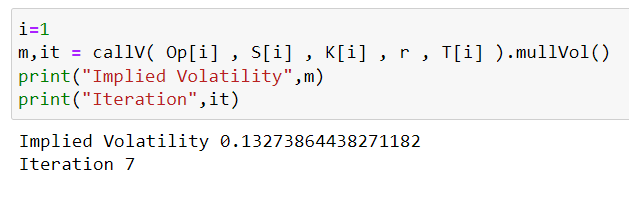 i=1
m,it = callV( Op[i] , S[i] , K[i] , r , T[i] ).mullVol()
print("Implied Volatility",m)
print("Iteration",it)
Implied Volatility 0.13273864438271182
Iteration 7